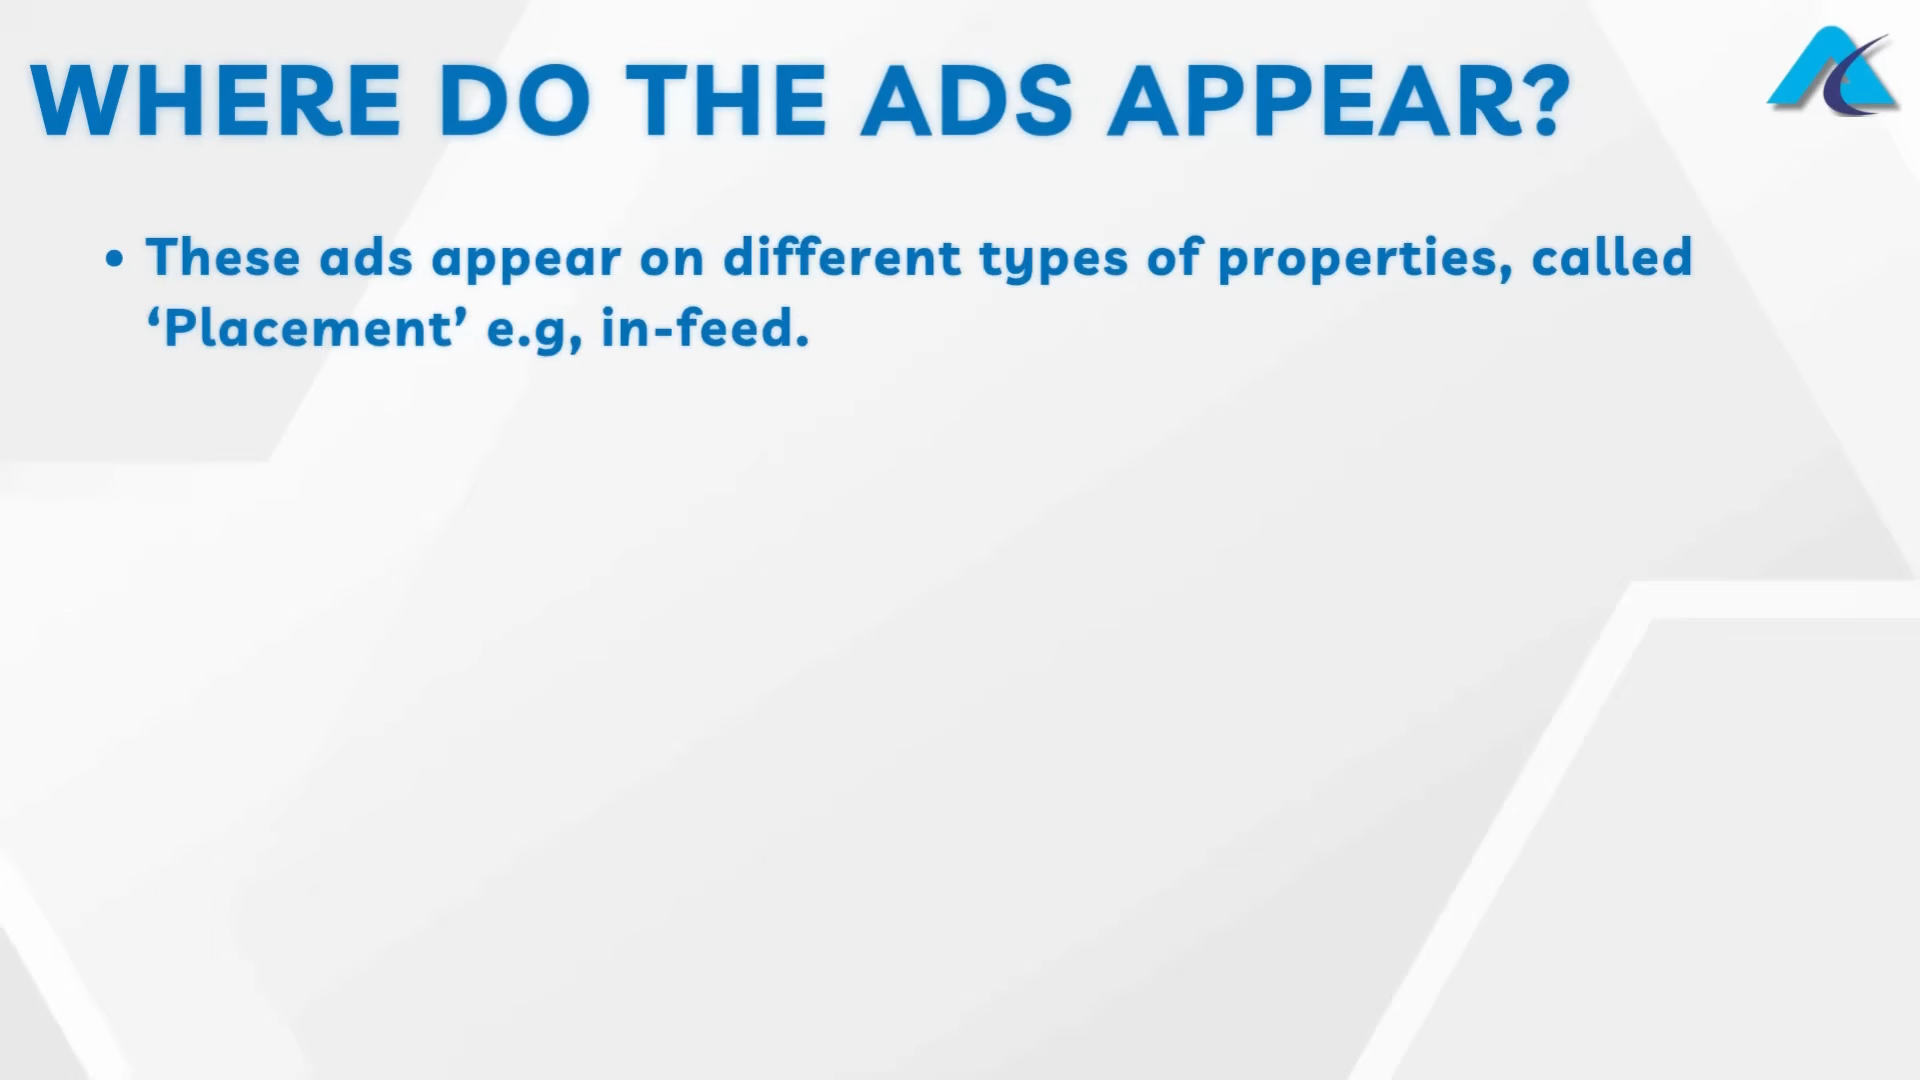 WHERE DO THE ADS APPEAR?
• These ads appear on different types of properties, called
‘Placement’ e.g, in-feed.